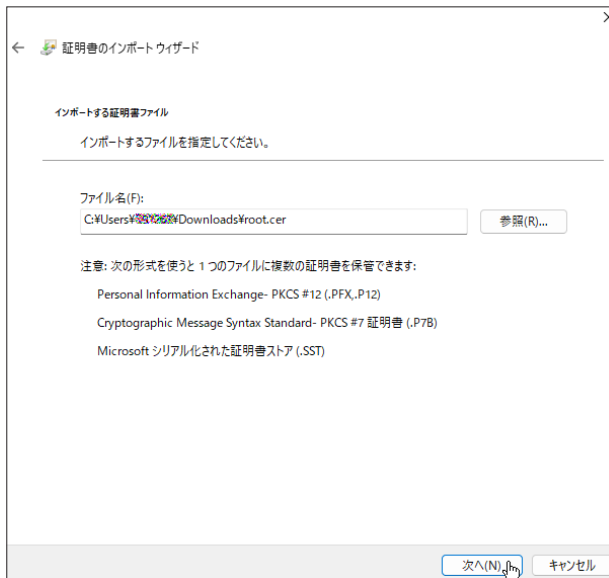 証明書のインポート ウィザード
インポートする証明書ファイル
インポートするファイルを指定してください。
ファイル名(F):
C:¥Users¥ ¥Downloads¥root.cer
参照(R)...
注意: 次の形式を使うと 1 つのファイルに複数の証明書を保管できます:
Personal Information Exchange- PKCS #12 (.PFX,.P12)
Cryptographic Message Syntax Standard- PKCS #7 証明書 (.P7B)
Microsoft シリアル化された証明書ストア (.SST)
次へ(N)
キャンセル